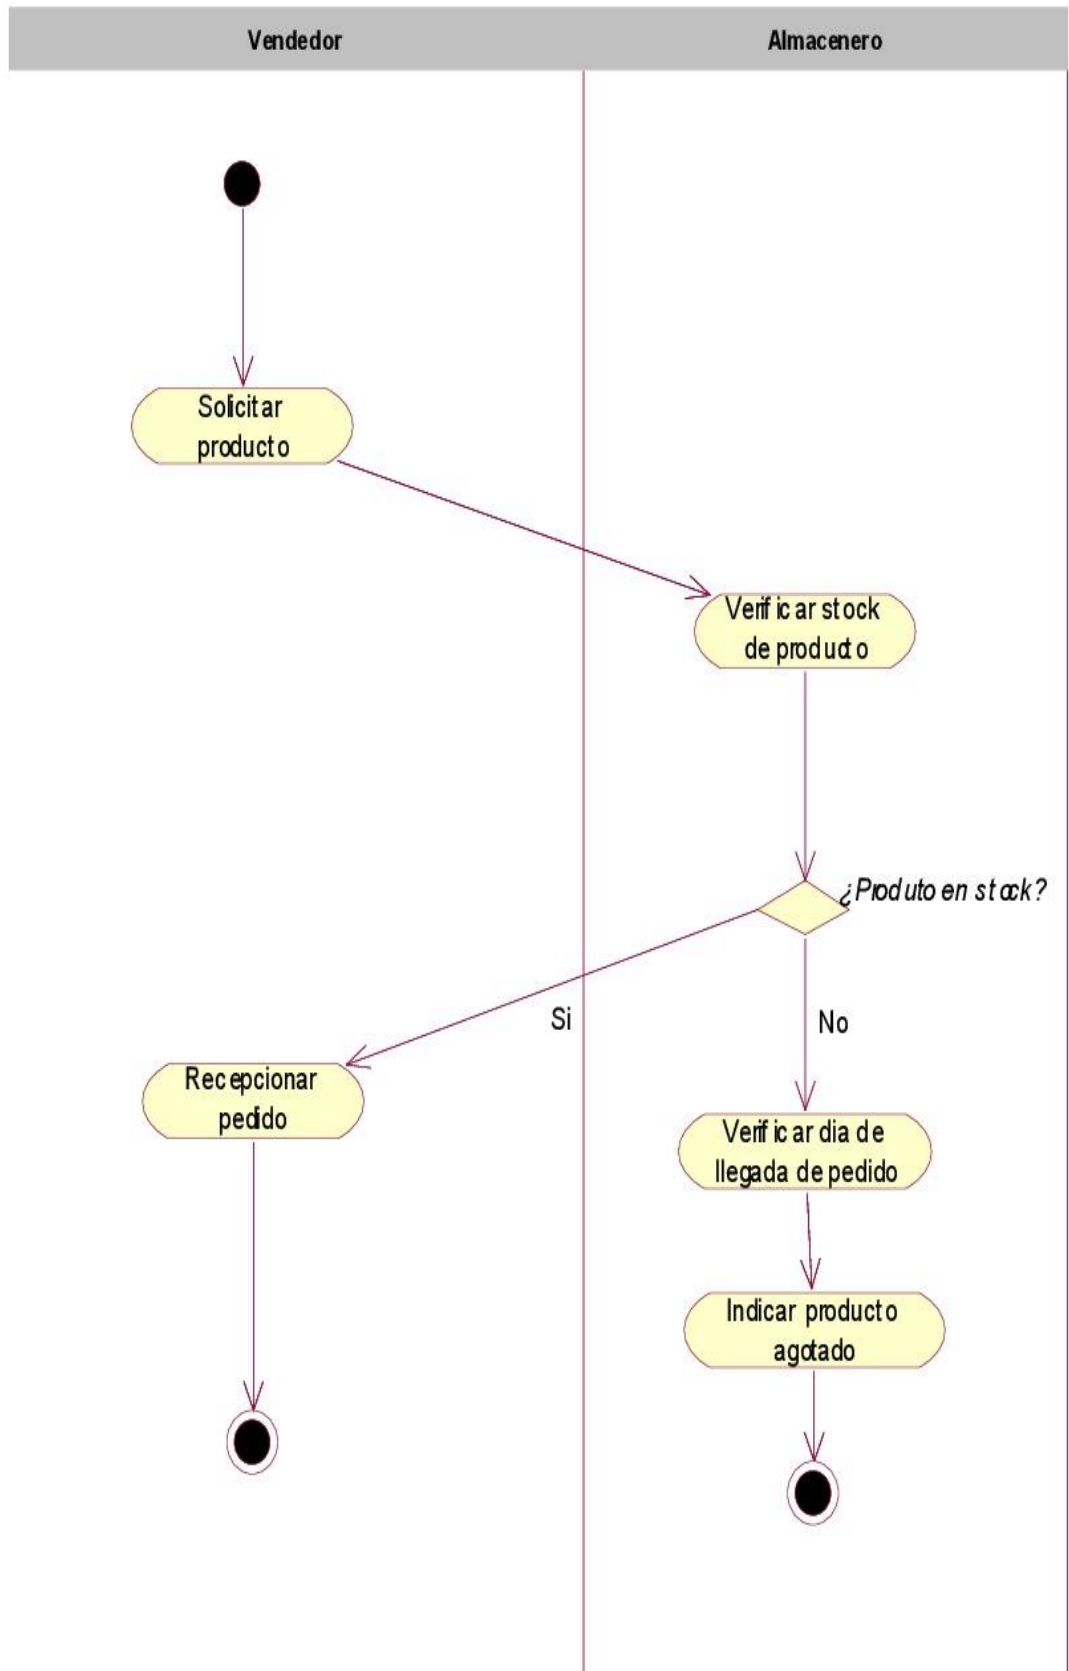 Vendedor
Almacenero
Solicitar
producto
Verificar stock
de producto
¿Produto en stock?
Si
No
Recepcionar
pedido
Verificar dia de
llegada de pedido
Indicar producto
agotado